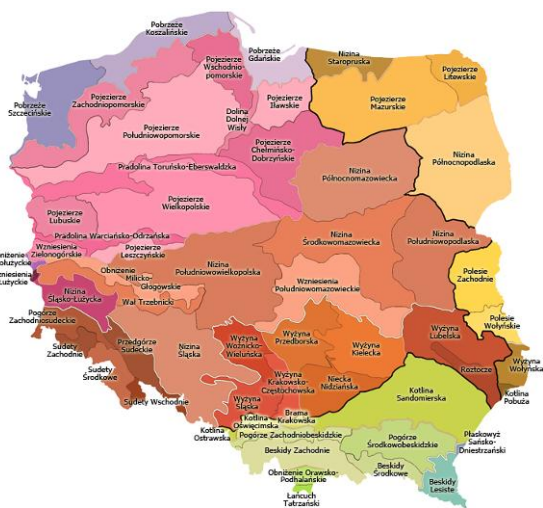 Pobrzeże
Koszalińskie
Pobrzeże
Gdańskie
Nizina
Staropruska
Pojezierze
Litewskie
Pojezierze
Wschodnio-
pomorskie
Pobrzeże
Szczecińskie
Pojezierze
Zachodniopomorskie
Pojezierze
Iławskie
Pojezierze
Mazurskie
Dolina
Dolnej
Wisły
Pojezierze
Południowopomorskie
Pojezierze
Chełmińsko-
Dobrzyńskie
Nizina
Północnopodlaska
Pradolina Toruńsko-Eberswaldzka
Nizina
Północnomazowiecka
Pojezierze
Wielkopolskie
Pojezierze
Lubuskie
Pradolina Warciańsko-Odrzańska
Nizina
Środkowomazowiecka
Nizina
Południowopodlaska
Wzniesienia
Zielonogórskie
Pojezierze
Leszczyńskie
Obniżenie
Milicko-
Głogowskie
Nizina
Południowowielkopolska
Polesie
Zachodnie
Wzniesienia
Południowomazowieckie
Nizina
Śląsko-Łużycka
Wał Trzebnicki
Pogórze
Zachodniosudeckie
Polesie
Wołyńskie
Wyżyna
Lubelska
Wyżyna
Przedborska
Wyżyna
Kielecka
Przedgórze
Sudeckie
Nizina
Śląska
Wyżyna
Woźnicko-
Wieluńska
Sudety
Zachodnie
Wyżyna
Wołyńska
Roztocze
Sudety
Środkowe
Wyżyna
Krakowsko-
Częstochowska
Niecka
Nidziańska
Kotlina
Pobuża
Kotlina
Sandomierska
Sudety Wschodnie
Wyżyna
Śląska
Brama
Krakowska
Kotlina
Oświęcimska
Kotlina
Ostrawska
Pogórze Zachodniobeskidzkie
Pogórze
Środkowobeskidzkie
Płaskowyż
Sańsko-
Dniestrzański
Beskidy Zachodnie
Beskidy
Środkowe
Obniżenie Orawsko-
Podhalańskie
Beskidy
Lesiste
Łańcuch
Tatrzański